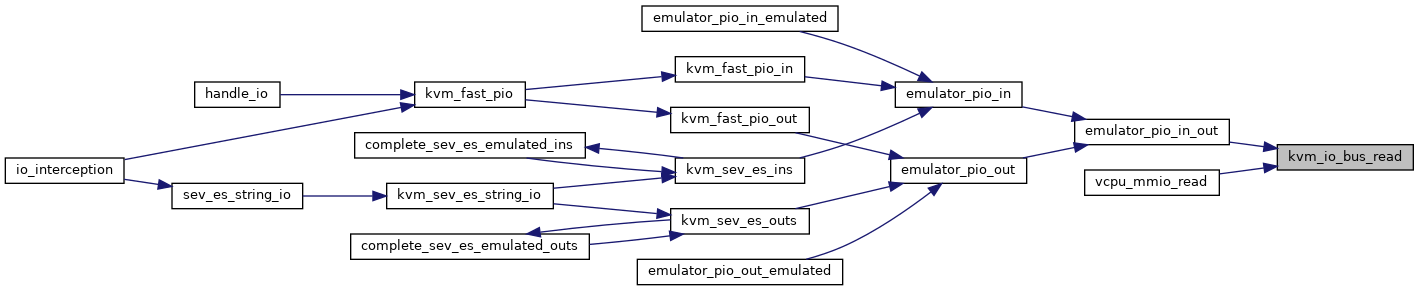 emulator_pio_in_emulated
kvm_fast_pio_in
handle_io
kvm_fast_pio
emulator_pio_in
kvm_fast_pio_out
emulator_pio_in_out
complete_sev_es_emulated_ins
kvm_io_bus_read
io_interception
kvm_sev_es_ins
emulator_pio_out
vcpu_mmio_read
sev_es_string_io
kvm_sev_es_string_io
kvm_sev_es_outs
complete_sev_es_emulated_outs
emulator_pio_out_emulated